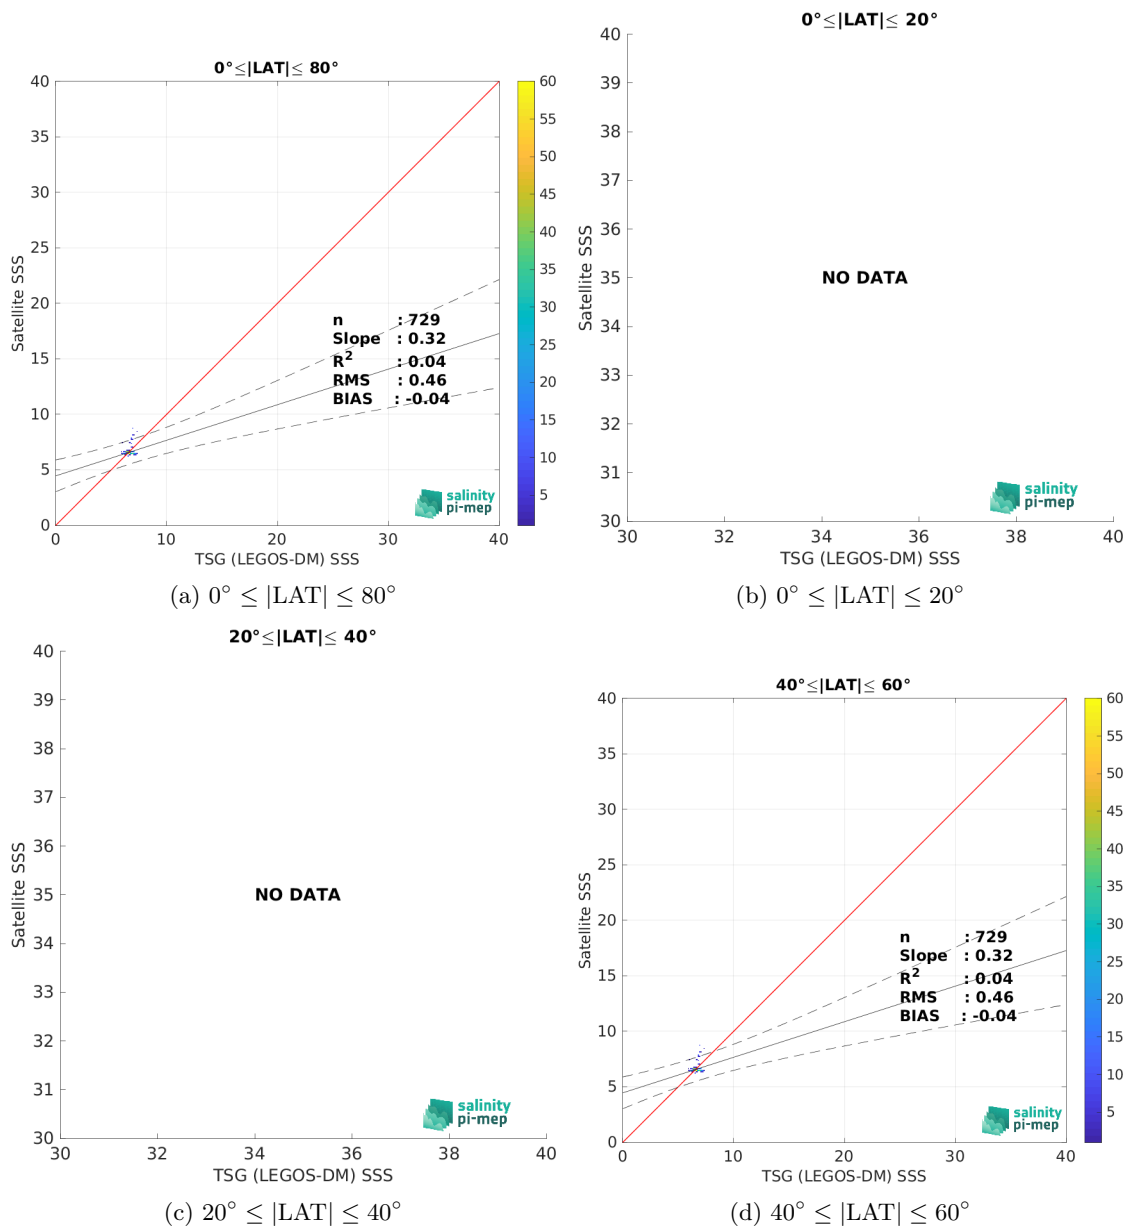 0°≤|LAT|≤ 80°
40
35
30
25
20
15
10
5
0
Satellite SSS
0
10
20
30
40
TSG (LEGOS-DM) SSS
60
55
50
45
40
35
30
25
20
15
10
5
n : 729
Slope : 0.32
R² : 0.04
RMS : 0.46
BIAS : -0.04
salinity
pi-mep
(a) 0° ≤ |LAT| ≤ 80°
0°≤|LAT|≤ 20°
40
39
38
37
36
35
34
33
32
31
30
Satellite SSS
NO DATA
salinity
pi-mep
30
32
34
36
38
40
TSG (LEGOS-DM) SSS
(b) 0° ≤ |LAT| ≤ 20°
20°≤|LAT|≤ 40°
40
39
38
37
36
35
34
33
32
31
30
Satellite SSS
NO DATA
salinity
pi-mep
30
32
34
36
38
40
TSG (LEGOS-DM) SSS
(c) 20° ≤ |LAT| ≤ 40°
40°≤|LAT|≤ 60°
40
35
30
25
20
15
10
5
0
Satellite SSS
0
10
20
30
40
TSG (LEGOS-DM) SSS
60
55
50
45
40
35
30
25
20
15
10
5
n : 729
Slope : 0.32
R² : 0.04
RMS : 0.46
BIAS : -0.04
salinity
pi-mep
(d) 40° ≤ |LAT| ≤ 60°